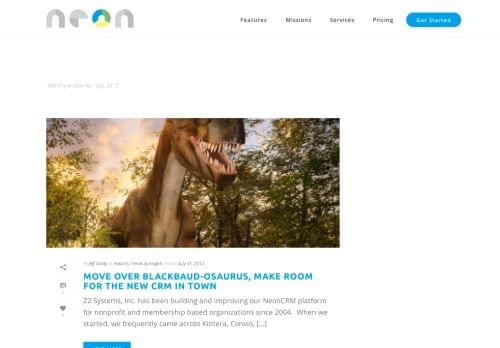 neon
Features Missions Services Pricing Get Started
Monthly Archive for: "July, 2012"
By Jeff Gordy In Industry Trends & Insights Posted July 31, 2012
MOVE OVER BLACKBAUD-OSAURUS, MAKE ROOM
FOR THE NEW CRM IN TOWN
Z2 Systems, Inc. has been building and improving our NeonCRM platform
for nonprofit and membership based organizations since 2004. When we
started, we frequently came across Kintera, Convio, [...]